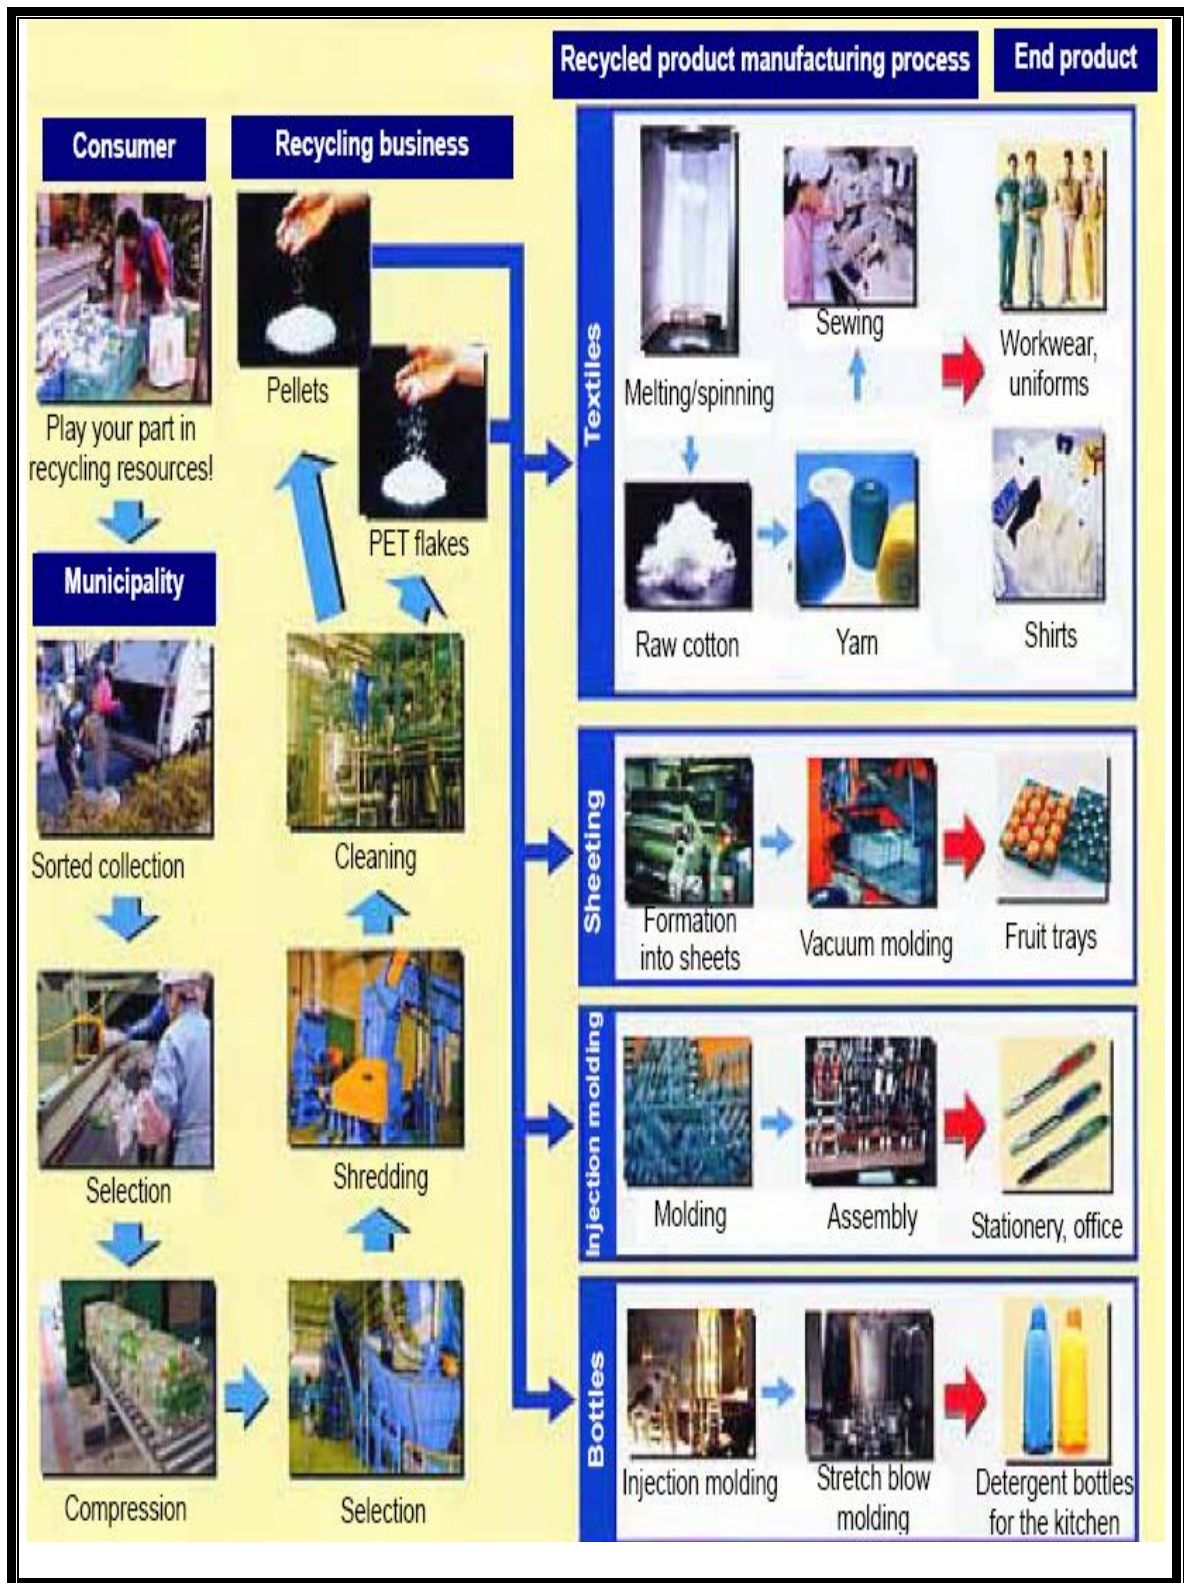 Recycled product manufacturing process
End product
Consumer
Recycling business
Play your part in
recycling resources!
Municipality
Sorted collection
Selection
Compression
Selection
Shredding
Cleaning
Pellets
PET flakes
Textiles
Melting/spinning
Raw cotton
Yarn
Sewing
Workwear,
uniforms
Shirts
Sheeting
Formation
into sheets
Vacuum molding
Fruit trays
Injection molding
Molding
Assembly
Stationery, office
Bottles
Injection molding
Stretch blow
molding
Detergent bottles
for the kitchen